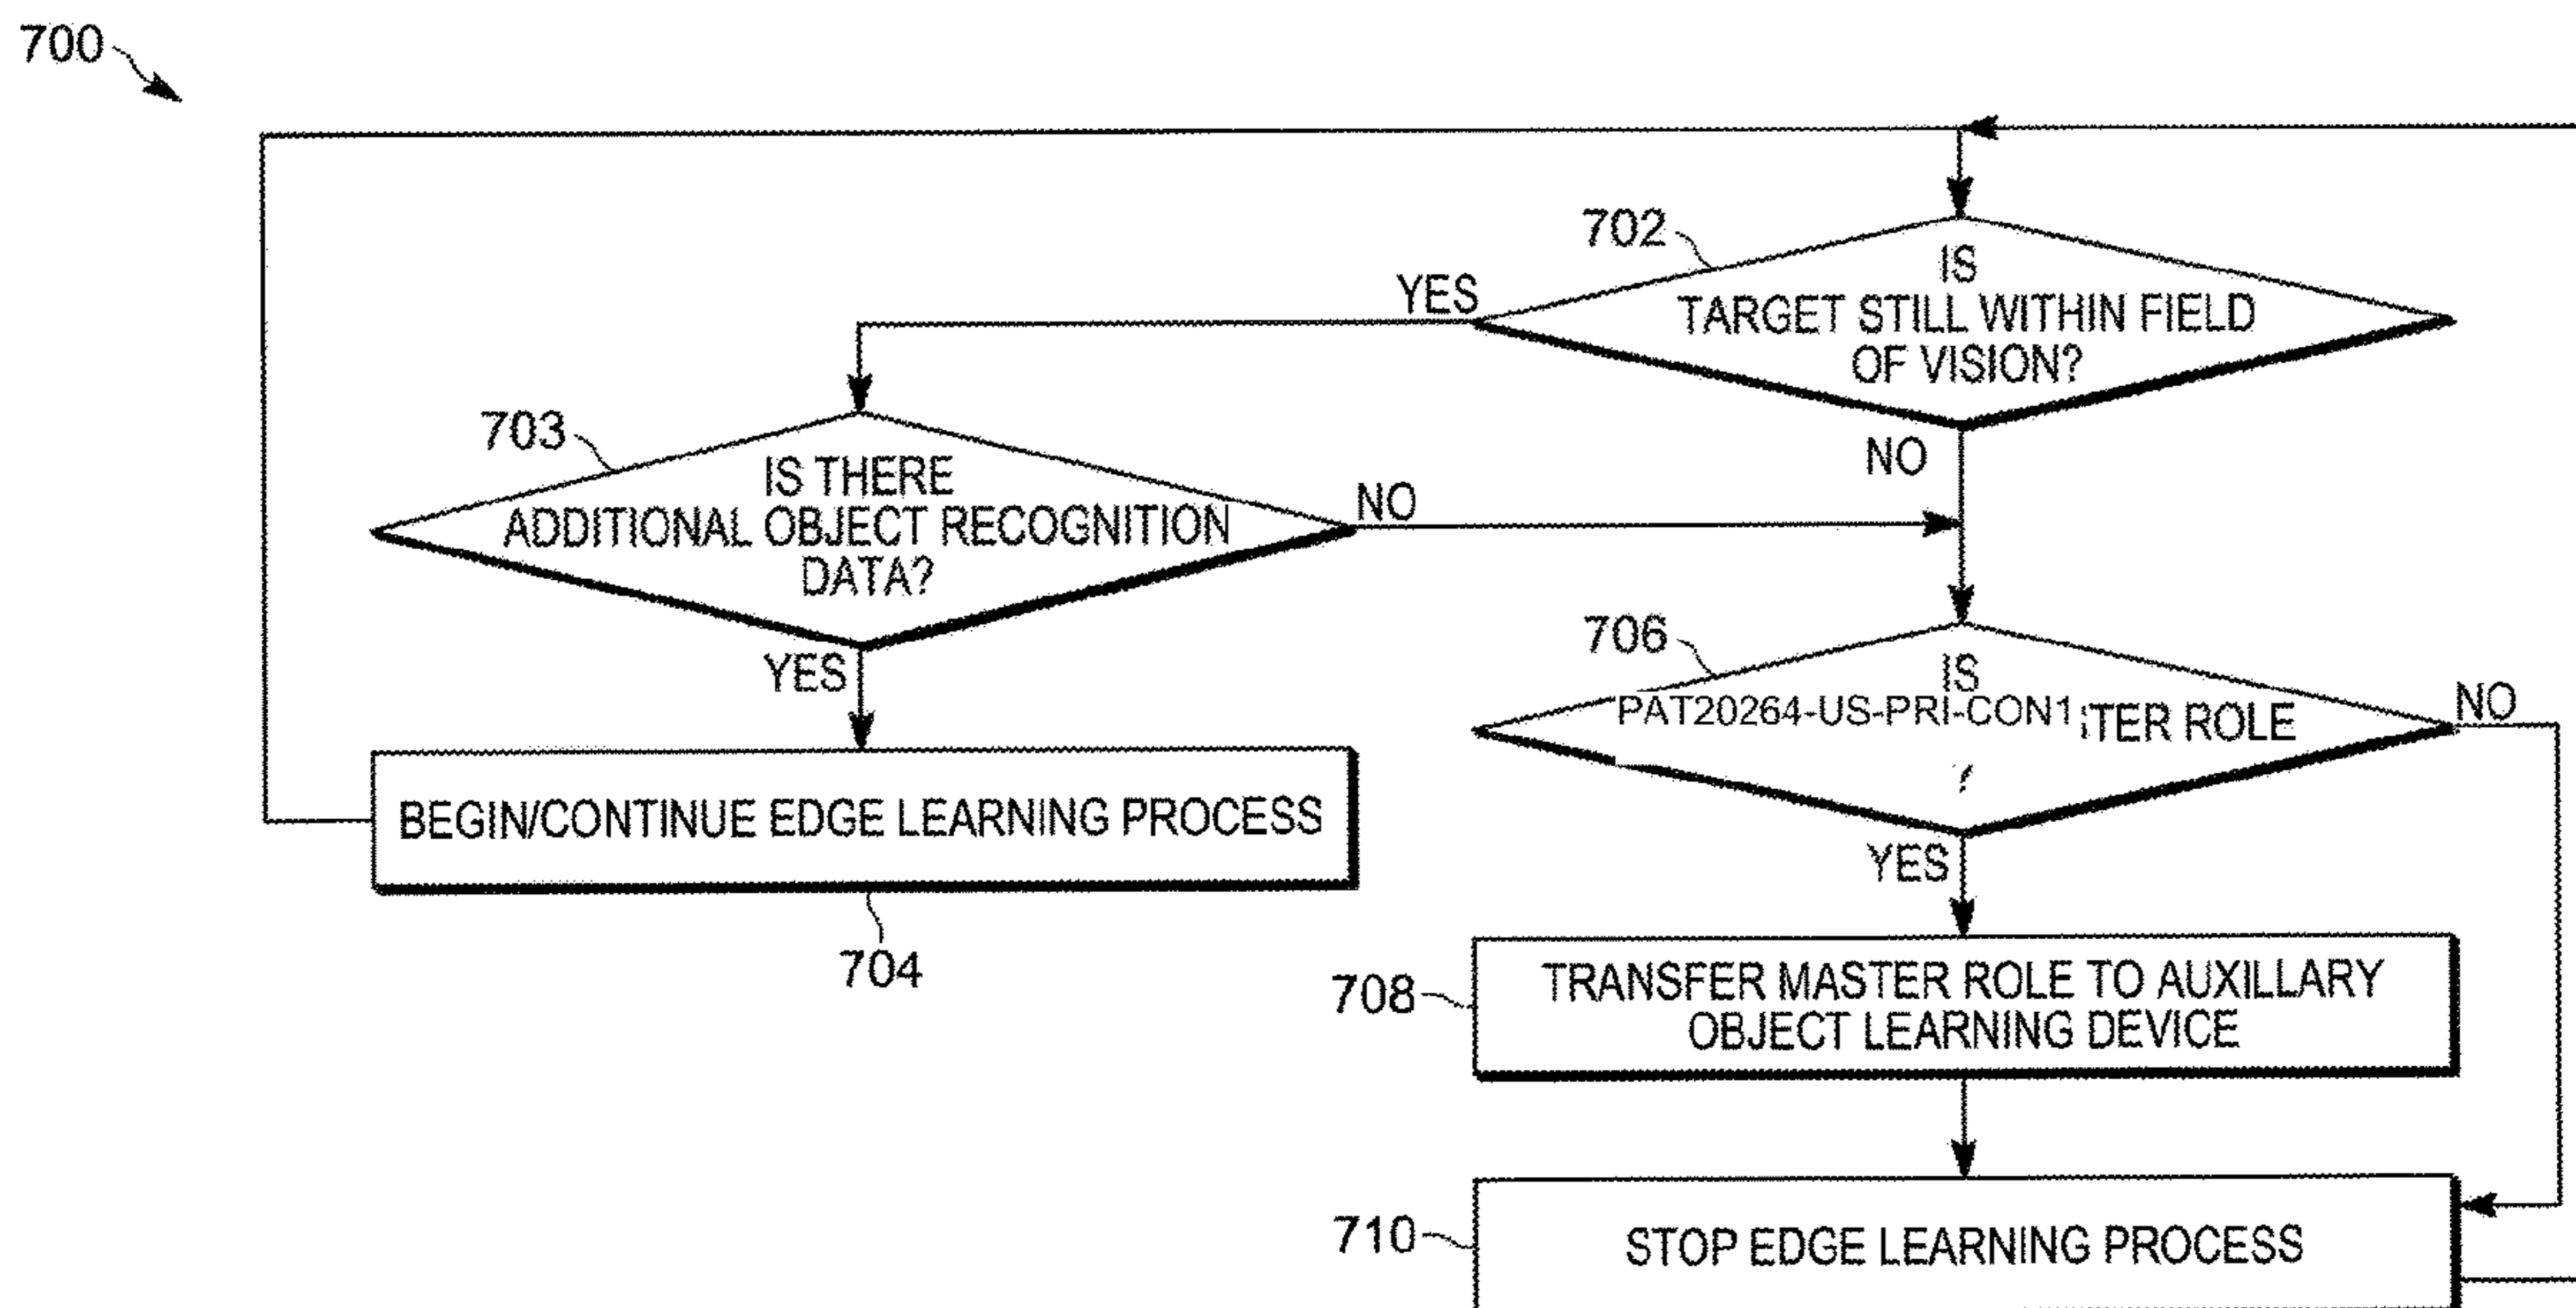 700
702
IS
TARGET STILL WITHIN FIELD
OF VISION?
YES
NO
703
IS THERE
ADDITIONAL OBJECT RECOGNITION
DATA?
NO
YES
BEGIN/CONTINUE EDGE LEARNING PROCESS
704
706
IS
PAT20264-US-PRI-CON1 TER ROLE
?
NO
YES
708
TRANSFER MASTER ROLE TO AUXILLARY
OBJECT LEARNING DEVICE
710
STOP EDGE LEARNING PROCESS